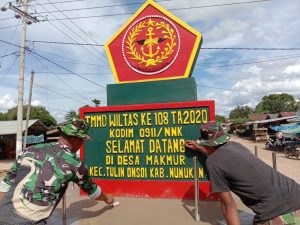 TMMD WILTAS KE 108 TA 2020
KODIM 0911/NNK
SELAMAT DATANG
DI DESA MAKMUR
KEC. TULIN ONSOI KAB. NUNUKAN